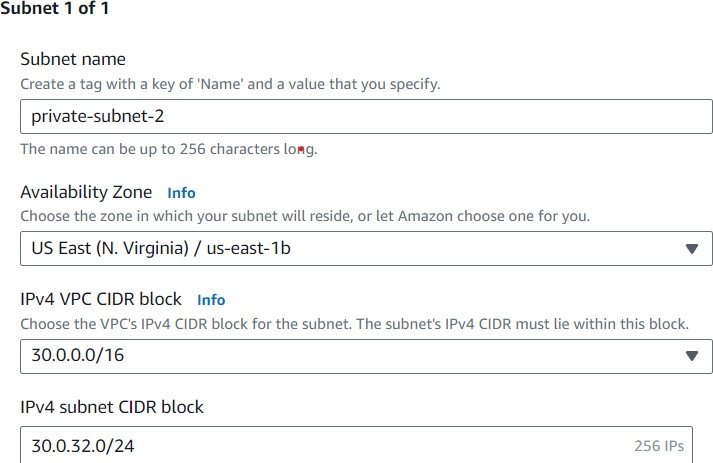 Subnet 1 of 1
Subnet name
Create a tag with a key of 'Name' and a value that you specify.
private-subnet-2
The name can be up to 256 characters long.
Availability Zone Info
Choose the zone in which your subnet will reside, or let Amazon choose one for you.
US East (N. Virginia) / us-east-1b
IPv4 VPC CIDR block Info
Choose the VPC's IPv4 CIDR block for the subnet. The subnet's IPv4 CIDR must lie within this block.
30.0.0.0/16
IPv4 subnet CIDR block
30.0.32.0/24 256 IPs